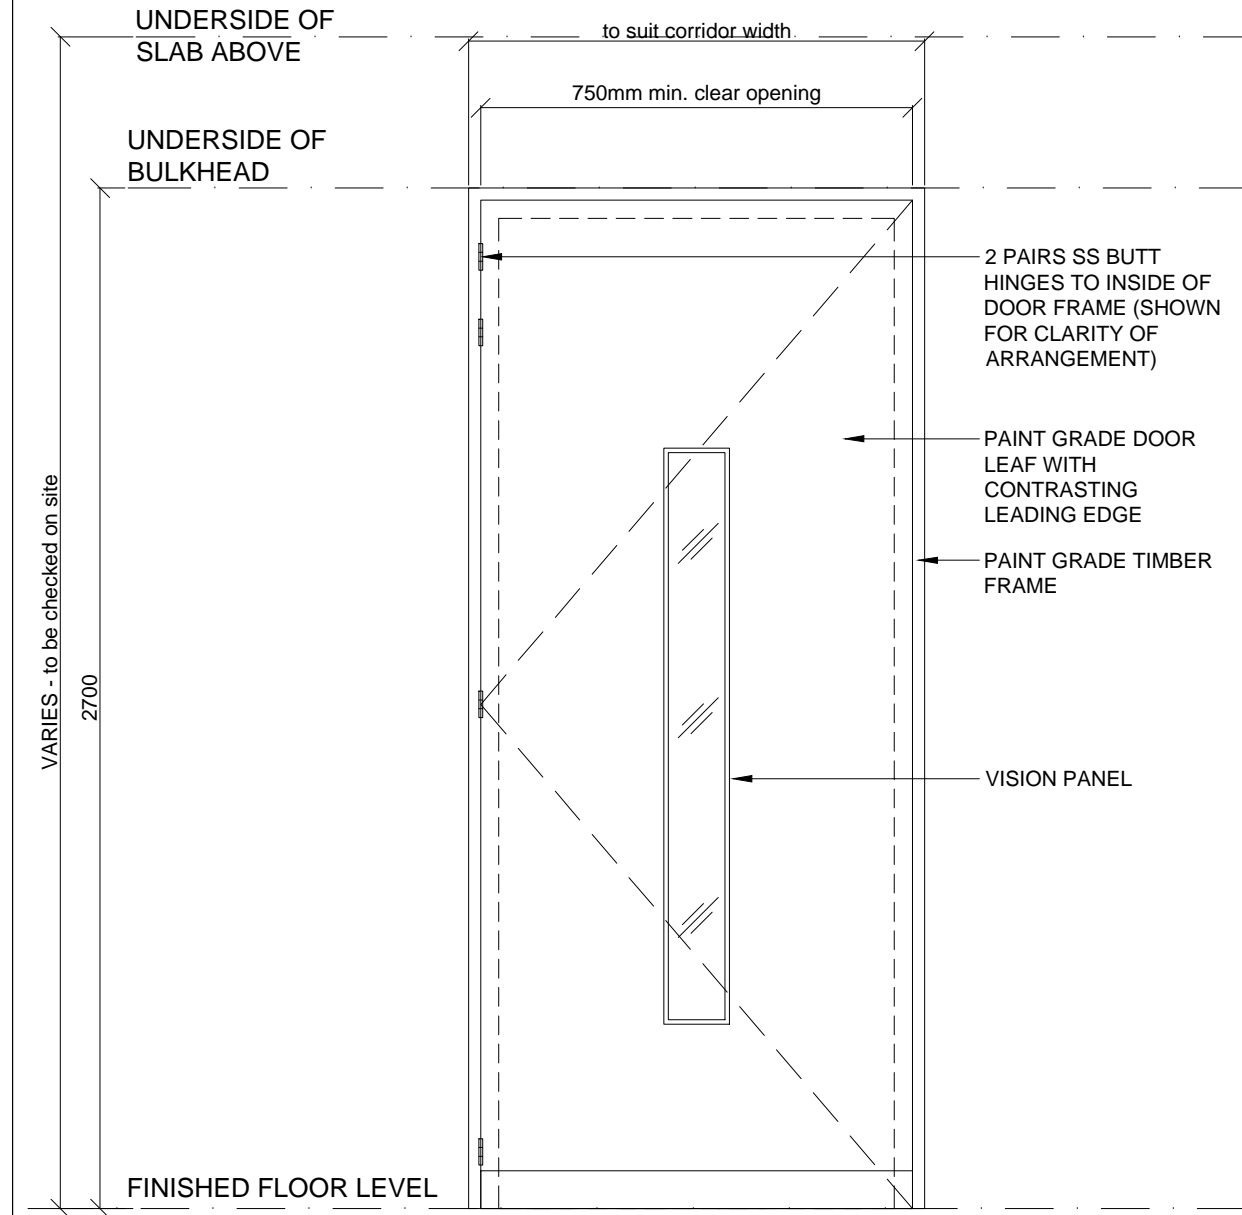 UNDERSIDE OF
SLAB ABOVE
to suit corridor width
750mm min. clear opening
UNDERSIDE OF
BULKHEAD
2 PAIRS SS BUTT
HINGES TO INSIDE OF
DOOR FRAME (SHOWN
FOR CLARITY OF
ARRANGEMENT)
PAINT GRADE DOOR
LEAF WITH
CONTRASTING
LEADING EDGE
PAINT GRADE TIMBER
FRAME
VARIES - to be checked on site
2700
VISION PANEL
FINISHED FLOOR LEVEL